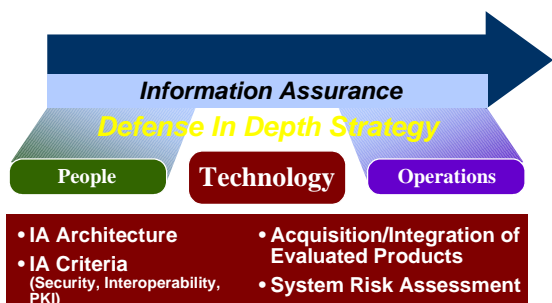 Information Assurance
Defense In Depth Strategy
People
Technology
Operations
• IA Architecture
• IA Criteria
(Security, Interoperability,
PKI)
• Acquisition/Integration of
Evaluated Products
• System Risk Assessment